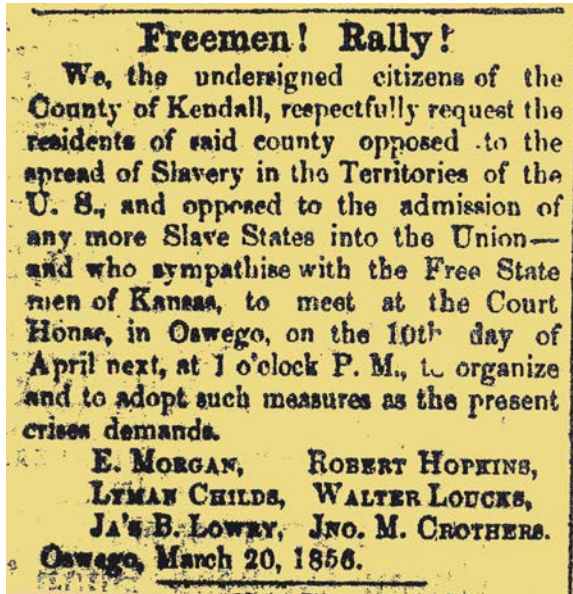 Freemen! Rally!
We, the undersigned citizens of the
County of Kendall, respectfully request the
residents of said county opposed to the
spread of Slavery in the Territories of the
U. S., and opposed to the admission of
any more Slave States into the Union—
and who sympathise with the Free State
men of Kansas, to meet at the Court
House, in Oswego, on the 10th day of
April next, at 1 o'clock P. M., to organize
and to adopt such measures as the present
crises demands.
E. MORGAN, ROBERT HOPKINS,
LYMAN CHILDS, WALTER LOUCKS,
JA'S B. LOWRY, JNO. M. CROTHERS.
Oswego, March 20, 1856.